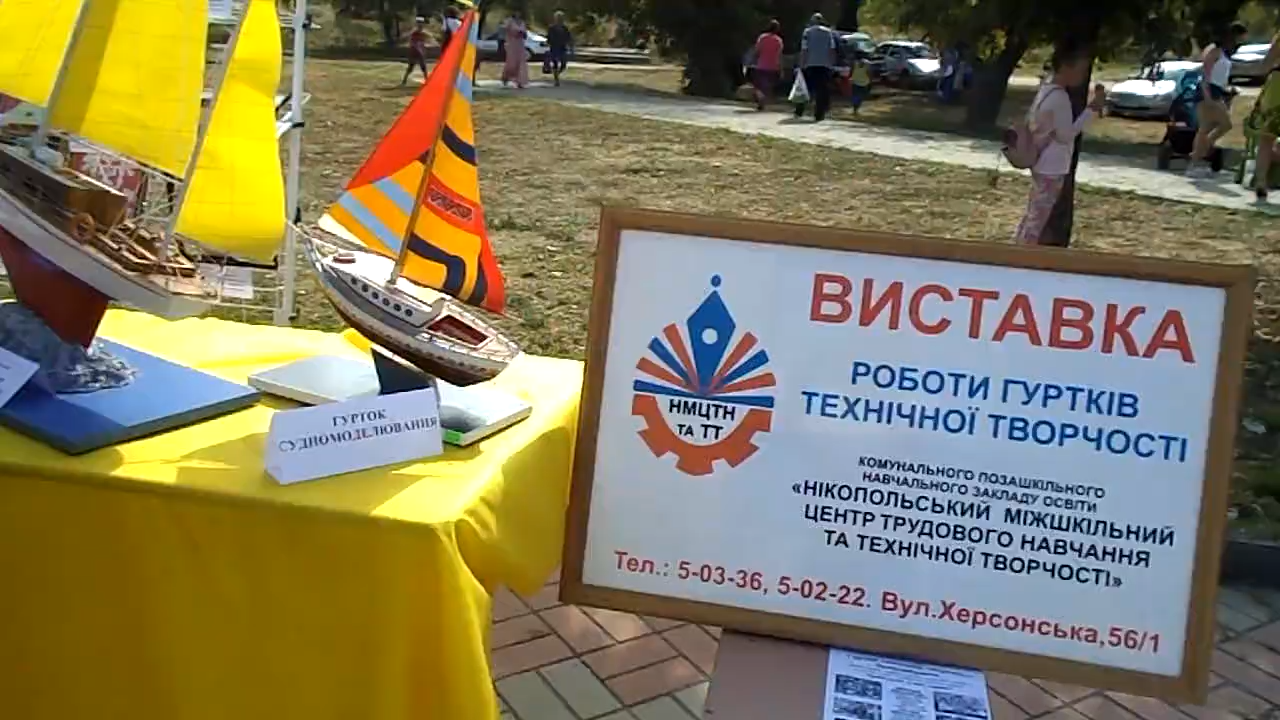 ГУРТОК
СУДНОМОДЕЛЮВАННЯ
НМЦТН
ТА ТТ
ВИСТАВКА
РОБОТИ ГУРТКІВ
ТЕХНІЧНОЇ ТВОРЧОСТІ
КОМУНАЛЬНОГО ПОЗАШКІЛЬНОГО
НАВЧАЛЬНОГО ЗАКЛАДУ ОСВІТИ
«НІКОПОЛЬСЬКИЙ МІЖШКІЛЬНИЙ
ЦЕНТР ТРУДОВОГО НАВЧАННЯ
ТА ТЕХНІЧНОЇ ТВОРЧОСТІ»
Тел.: 5-03-36, 5-02-22. Вул.Херсонська,56/1